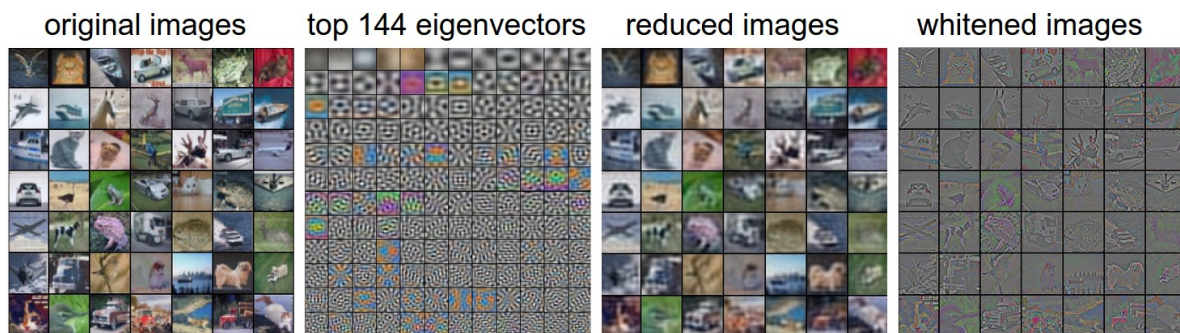 original images
top 144 eigenvectors
reduced images
whitened images